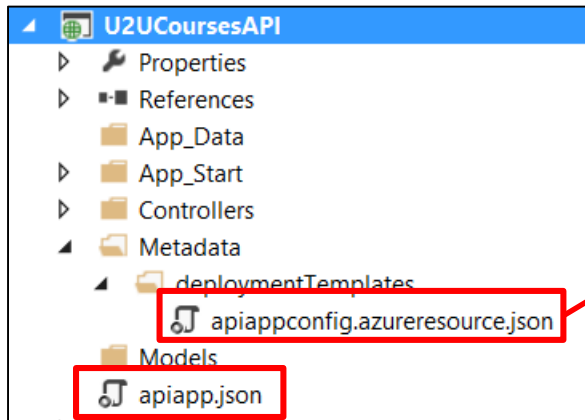 U2UCoursesAPI
Properties
References
App_Data
App_Start
Controllers
Metadata
deploymentTemplates
apiappconfig.azureresource.json
Models
apiapp.json